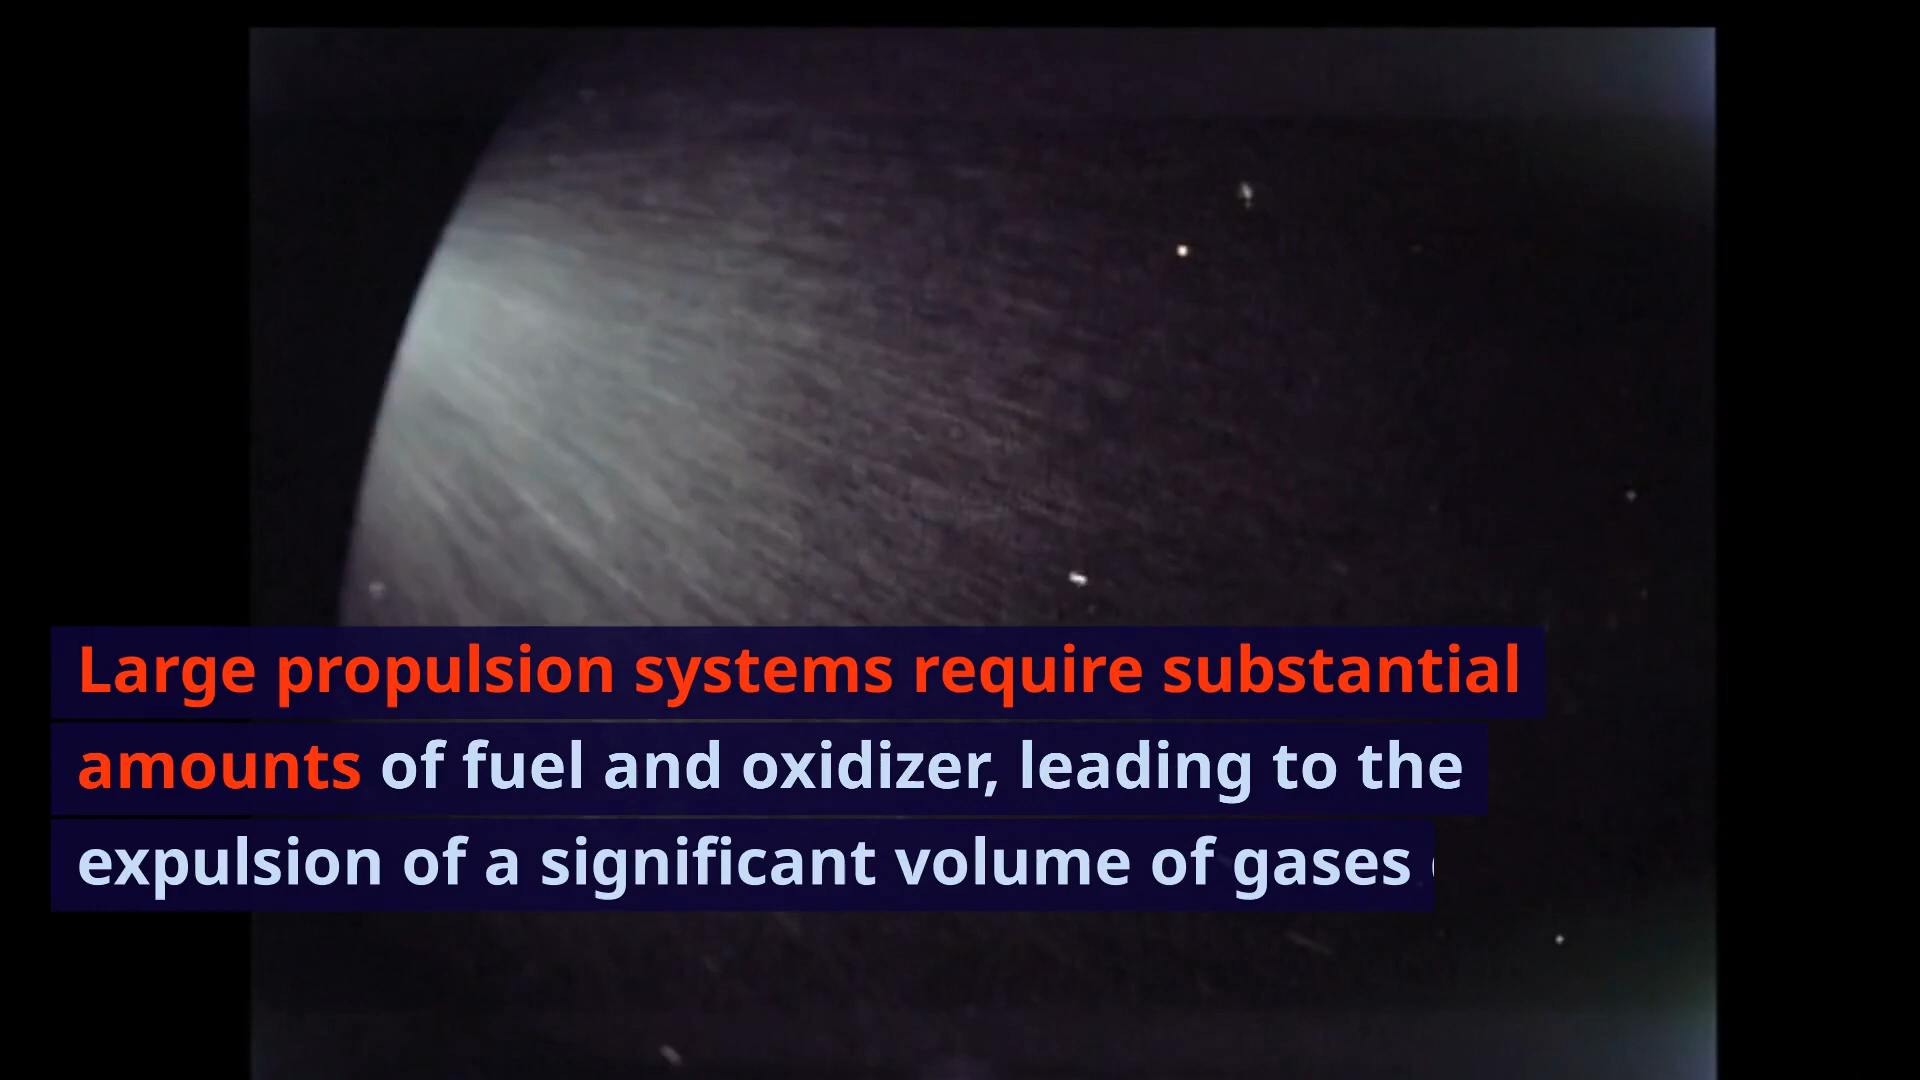 Large propulsion systems require substantial
amounts of fuel and oxidizer, leading to the
expulsion of a significant volume of gases